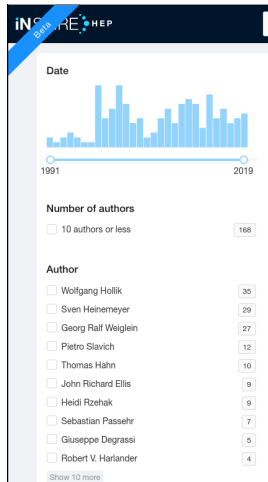 iNSPIRE HEP
Beta
Date
1991 2019
Number of authors
10 authors or less 168
Author
Wolfgang Hollik 35
Sven Heinemeyer 29
Georg Ralf Weiglein 27
Pietro Slavich 12
Thomas Hahn 10
John Richard Ellis 9
Heidi Rzehak 9
Sebastian Passehr 7
Giuseppe Degrassi 5
Robert V. Harlander 4
Show 10 more